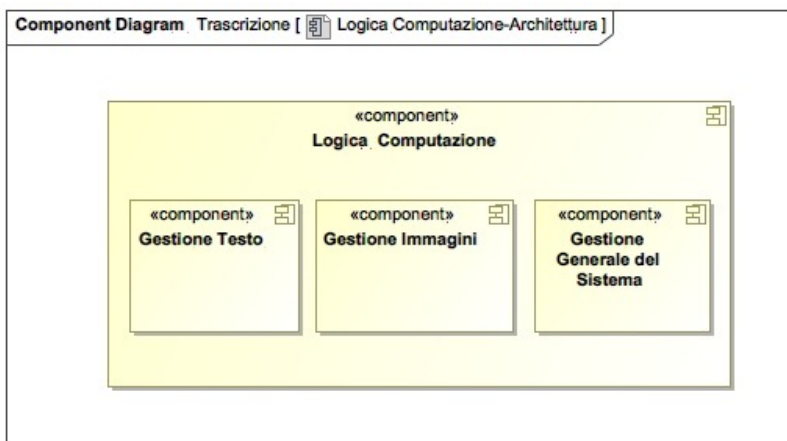 Component Diagram Trascrizione [ Logica Computazione-Architettura ]
«component»
Logica Computazione
«component»
Gestione Testo
«component»
Gestione Immagini
«component»
Gestione
Generale del
Sistema